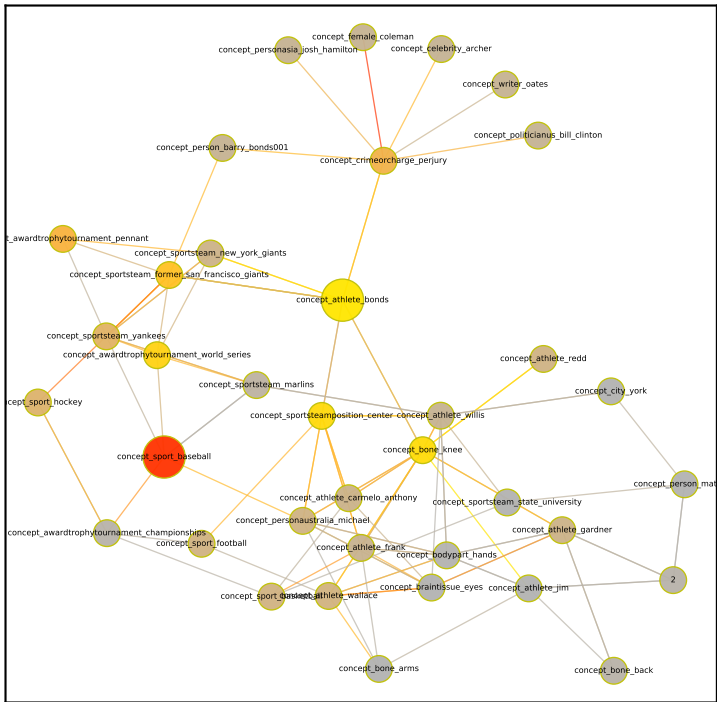 concept_female_coleman
concept_personasia_josh_hamilton
concept_celebrity_archer
concept_writer_oates
concept_politicianus_bill_clinton
concept_person_barry_bonds001
concept_crimeorcharge_perjury
t_awardtrophytournament_pennant
concept_sportsteam_new_york_giants
concept_sportsteam_former_san_francisco_giants
concept_athlete_bonds
concept_sportsteam_yankees
concept_awardtrophytournament_world_series
concept_athlete_redd
concept_sportsteam_marlins
concept_city_york
cept_sport_hockey
concept_sportsteamposition_center
concept_athlete_willis
concept_bone_knee
concept_sport_baseball
concept_person_mat
concept_athlete_carmelo_anthony
concept_sportsteam_state_university
concept_personaustralia_michael
concept_athlete_gardner
concept_awardtrophytournament_championships
concept_sport_football
concept_athlete_frank
concept_bodypart_hands
2
concept_braintissue_eyes
concept_athlete_jim
concept_sport_basketball
concept_athlete_wallace
concept_bone_arms
concept_bone_back